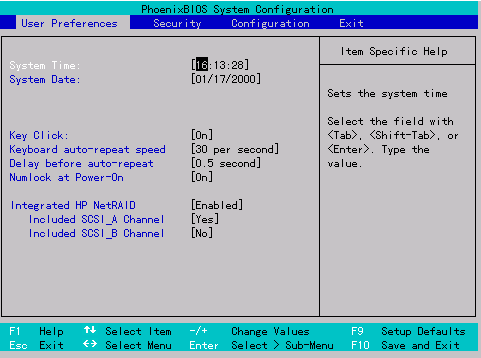 PhoenixBIOS System Configuration
User Preferences Security Configuration Exit
Item Specific Help
System Time: [16:13:28]
System Date: [01/17/2000]
Sets the system time
Select the field with
<Tab>, <Shift-Tab>, or
<Enter>. Type the
value.
Key Click: [On]
Keyboard auto-repeat speed [30 per second]
Delay before auto-repeat [0.5 second]
Numlock at Power-On [On]
Integrated HP NetRAID [Enabled]
Included SCSI_A Channel [Yes]
Included SCSI_B Channel [No]
F1 Help ↑↓ Select Item -/+ Change Values F9 Setup Defaults
Esc Exit ↔ Select Menu Enter Select > Sub-Menu F10 Save and Exit